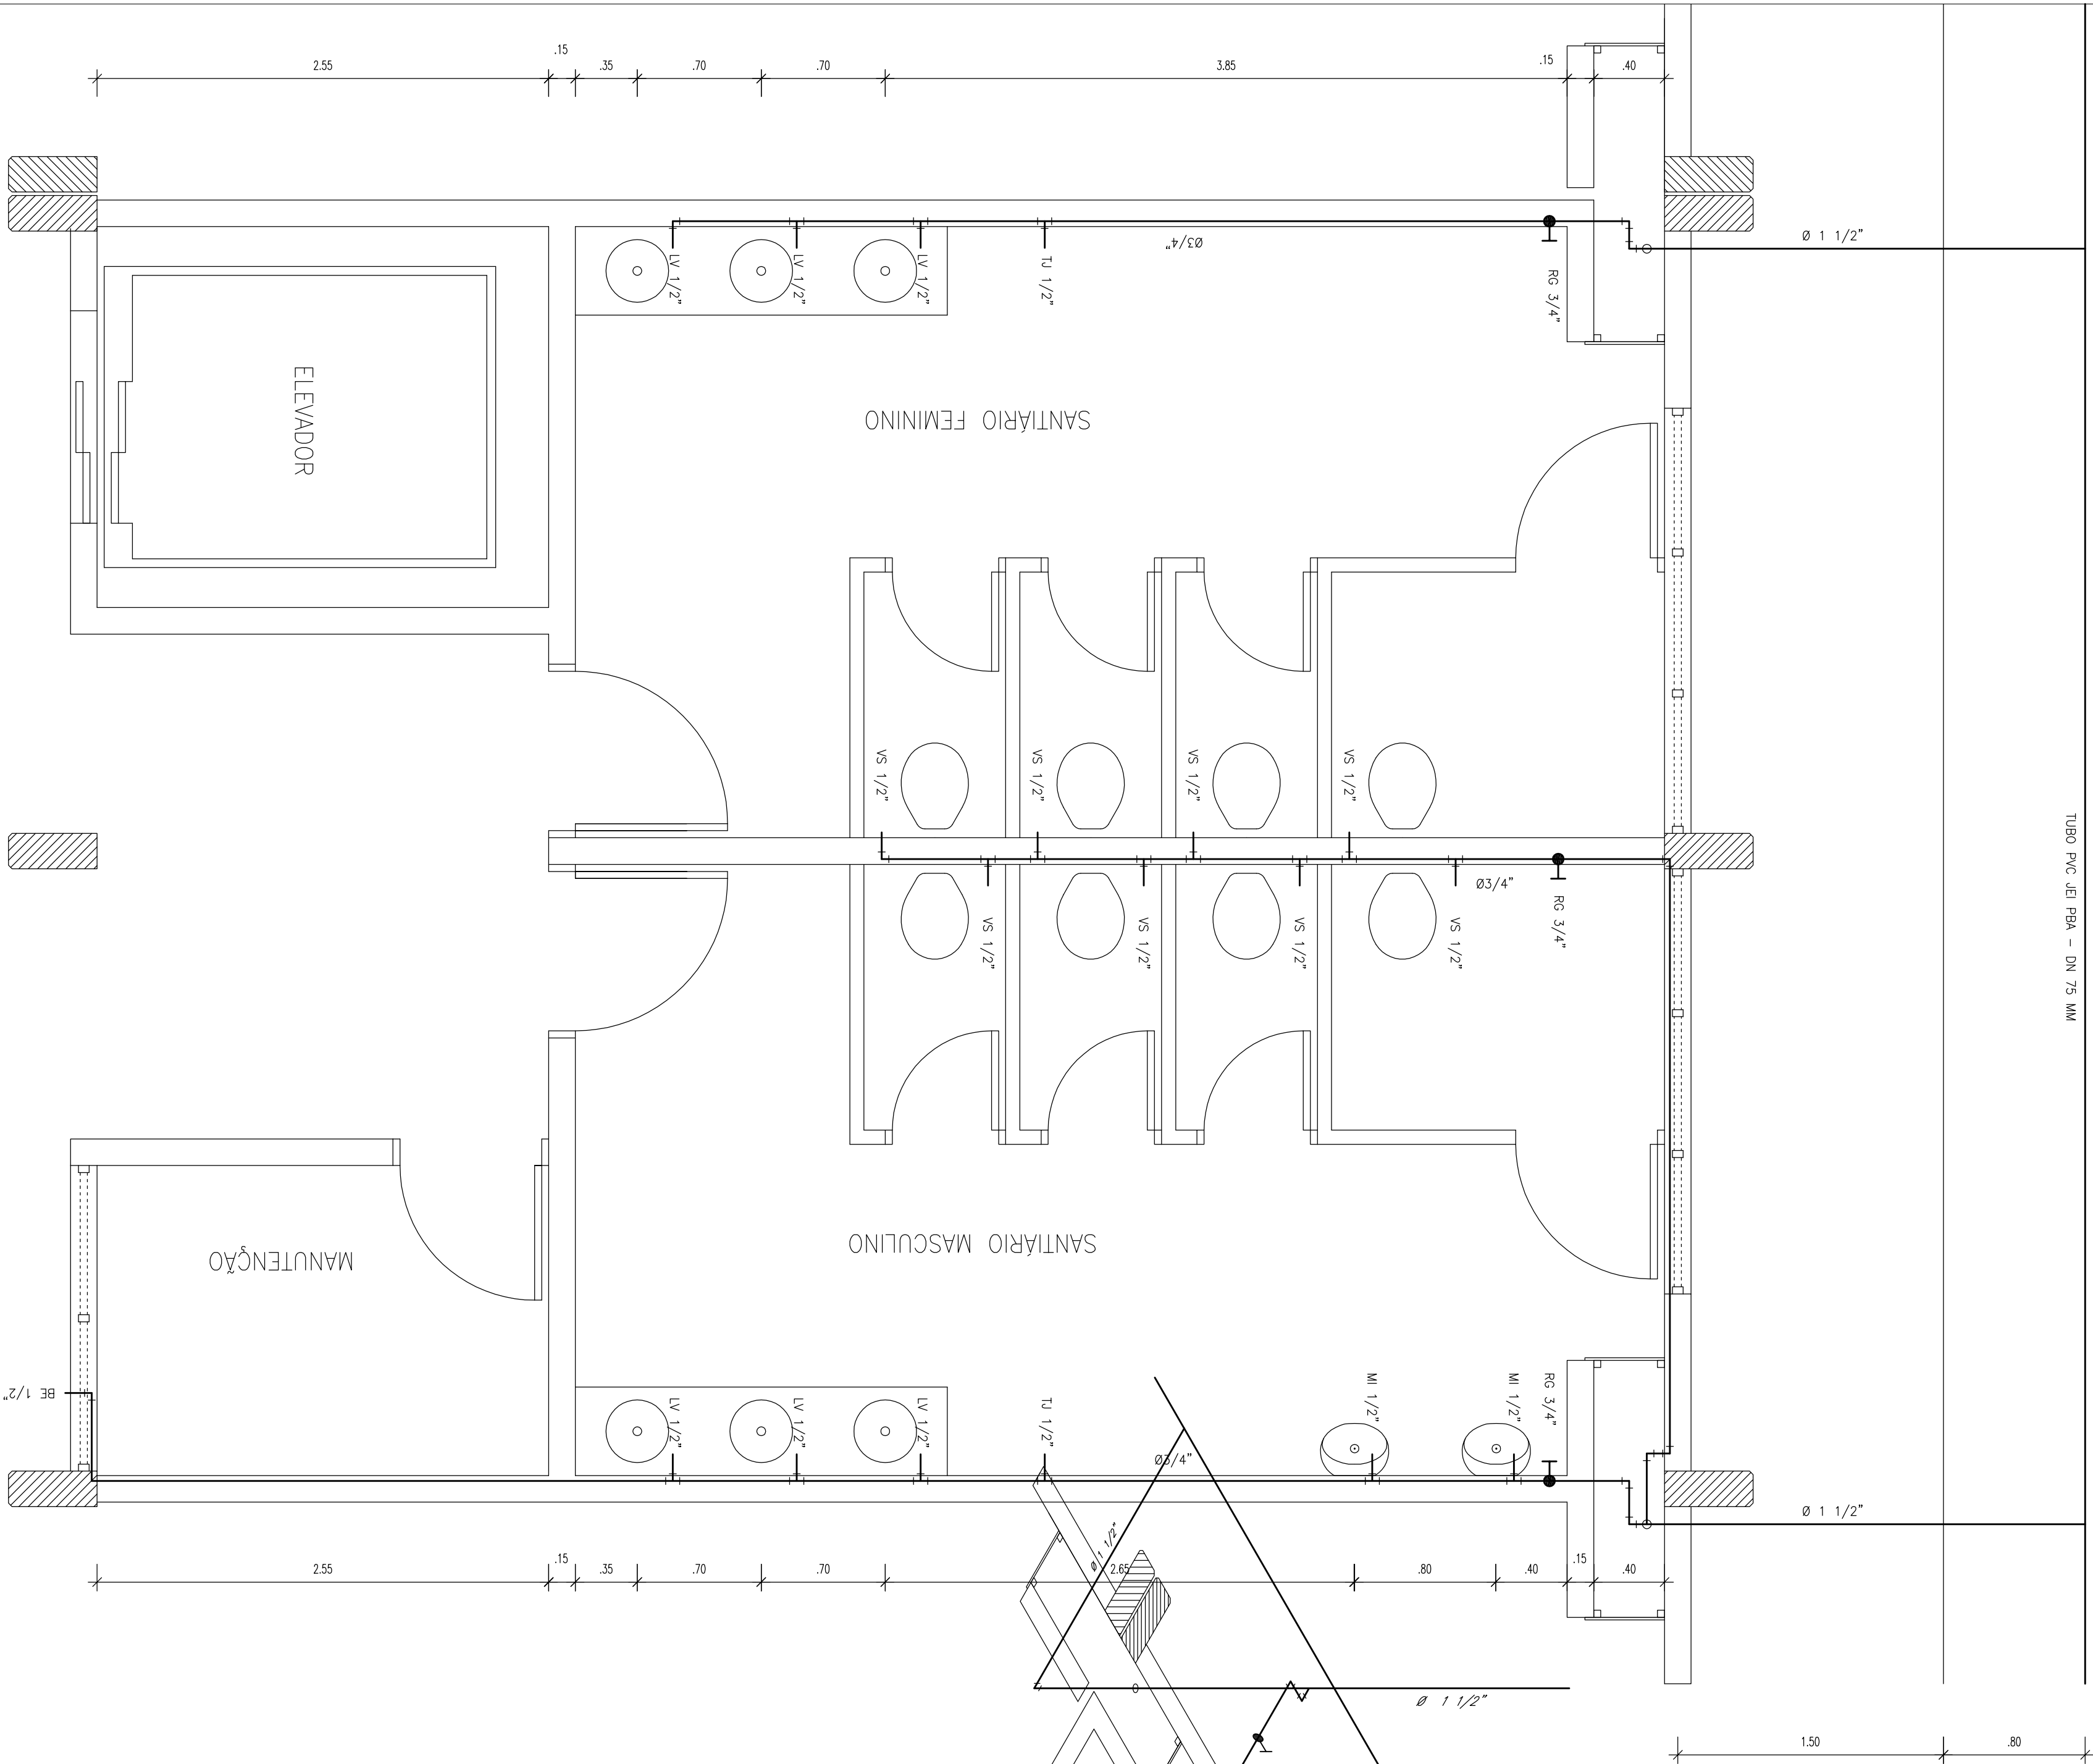 .15
2.55
.35
.70
.70
3.85
.15
.40
Ø3/4"
Ø 1 1/2"
LV 1/2"
LV 1/2"
LV 1/2"
TJ 1/2"
RG 3/4"
ELEVADOR
SANTIÁRIO FEMININO
VS 1/2"
VS 1/2"
VS 1/2"
VS 1/2"
TUBO PVC JEI PBA – DN 75 MM
Ø3/4"
RG 3/4"
VS 1/2"
VS 1/2"
VS 1/2"
VS 1/2"
SANTIÁRIO MASCULINO
MANUTENÇÃO
BE 1/2"
LV 1/2"
LV 1/2"
LV 1/2"
TJ 1/2"
MI 1/2"
MI 1/2"
RG 3/4"
Ø3/4"
Ø 1 1/2"
Ø 1 1/2"
2.55
.15
.35
.70
.70
2.65
.80
.40
.15
.40
Ø 1 1/2"
1.50
.80